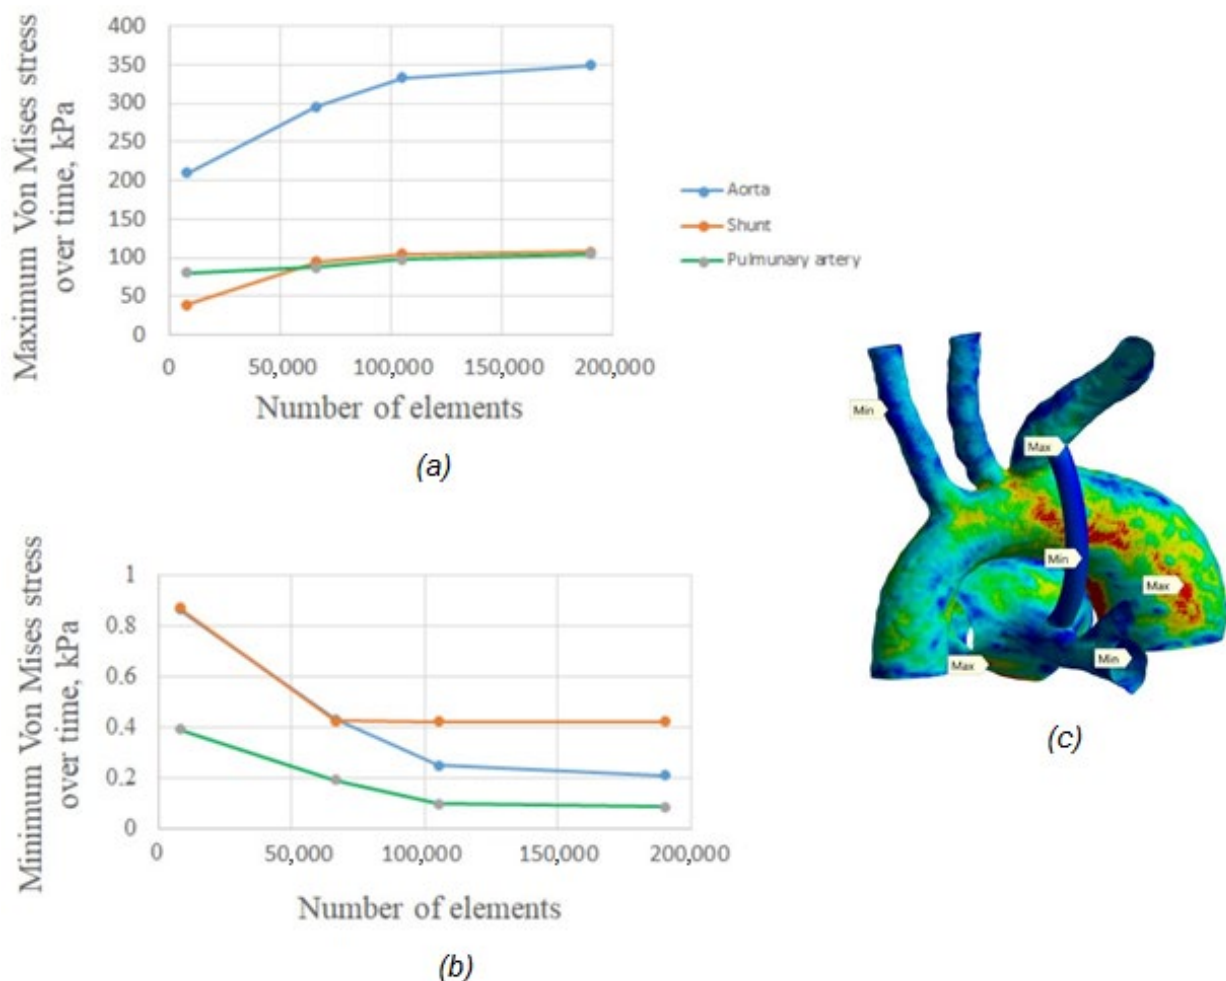 400
350
300
250
200
150
100
50
0
Maximum Von Mises stress
over time, kPa
0 50,000 100,000 150,000 200,000
Number of elements
(a)
Aorta
Shunt
Pulmunary artery
1
0.8
0.6
0.4
0.2
0
Minimum Von Mises stress
over time, kPa
0 50,000 100,000 150,000 200,000
Number of elements
(b)
Min
Max
Min
Max
Max
Min
(c)